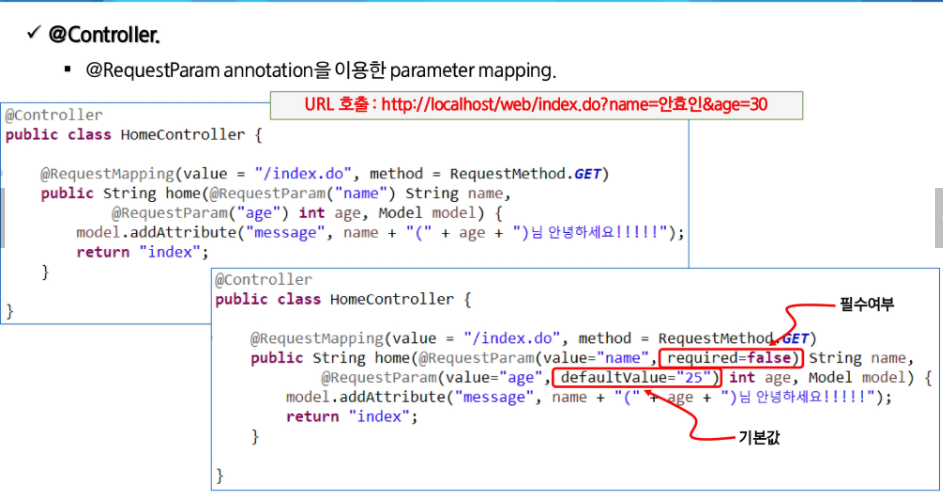 ✓ @Controller.
▪ @RequestParam annotation을 이용한 parameter mapping.
URL 호출 : http://localhost/web/index.do?name=안효인&age=30
@Controller
public class HomeController {
@RequestMapping(value = "/index.do", method = RequestMethod.GET)
public String home(@RequestParam("name") String name,
@RequestParam("age") int age, Model model) {
model.addAttribute("message", name + "(" + age + ")님 안녕하세요!!!!!");
return "index";
}
}
@Controller
public class HomeController {
필수여부
@RequestMapping(value = "/index.do", method = RequestMethod.GET)
public String home(@RequestParam(value="name", required=false) String name,
@RequestParam(value="age", defaultValue="25") int age, Model model) {
model.addAttribute("message", name + "(" + age + ")님 안녕하세요!!!!!");
return "index";
}
기본값
}